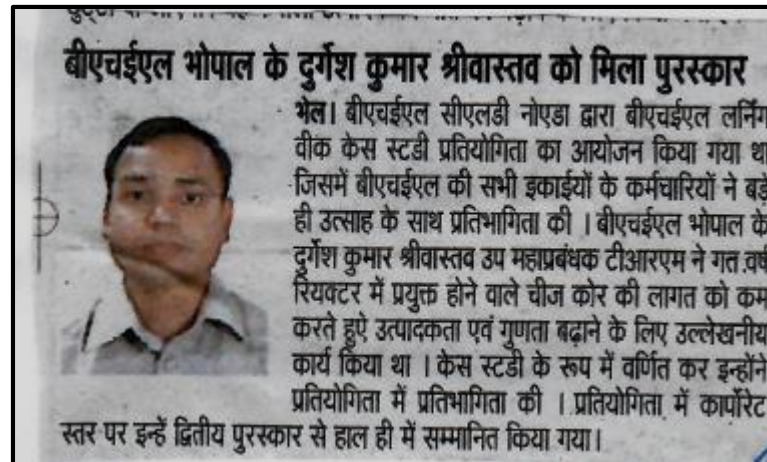 बीएचईएल भोपाल के दुर्गेश कुमार श्रीवास्तव को मिला पुरस्कार
भेल। बीएचईएल सीएलडी नोएडा द्वारा बीएचईएल लर्निंग
वीक केस स्टडी प्रतियोगिता का आयोजन किया गया था
जिसमें बीएचईएल की सभी इकाईयों के कर्मचारियों ने बड़े
ही उत्साह के साथ प्रतिभागिता की । बीएचईएल भोपाल के
दुर्गेश कुमार श्रीवास्तव उप महाप्रबंधक टीआरएम ने गत वर्ष
रियक्टर में प्रयुक्त होने वाले चीज कोर की लागत को कम
करते हुऐ उत्पादकता एवं गुणता बढ़ाने के लिए उल्लेखनीय
कार्य किया था । केस स्टडी के रूप में वर्णित कर इन्होंने
प्रतियोगिता में प्रतिभागिता की । प्रतियोगिता में कार्पोरेट
स्तर पर इन्हें द्वितीय पुरस्कार से हाल ही में सम्मानित किया गया।